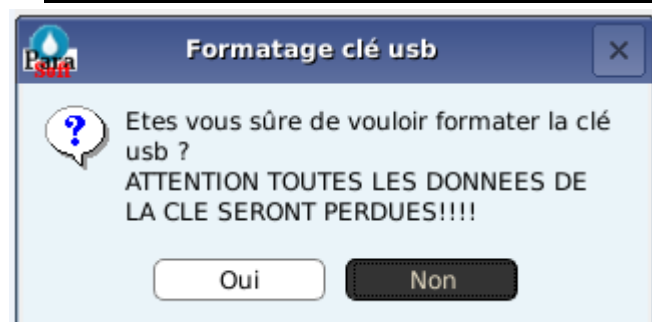 Para
Soft
Formatage clé usb
Etes vous sûre de vouloir formater la clé
usb ?
ATTENTION TOUTES LES DONNEES DE
LA CLE SERONT PERDUES!!!!
Oui
Non